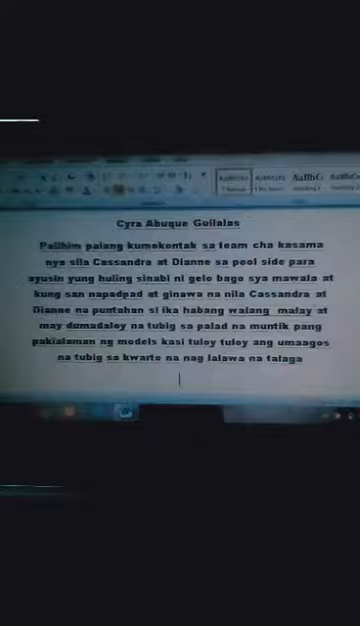 Cyra Abuque Guilalas
Palihim palang kumokontak sa team cha kasama
nya sila Cassandra at Dianne sa pool side para
ayusin yung huling sinabi ni gelo bago sya mawala at
kung san napadpad at ginawa na nila Cassandra at
Dianne na puntahan si ika habang walang malay at
may dumadaloy na tubig sa palad na muntik pang
pakialaman ng models kasi tuloy tuloy ang umaagos
na tubig sa kwarto na nag lalawa na talaga